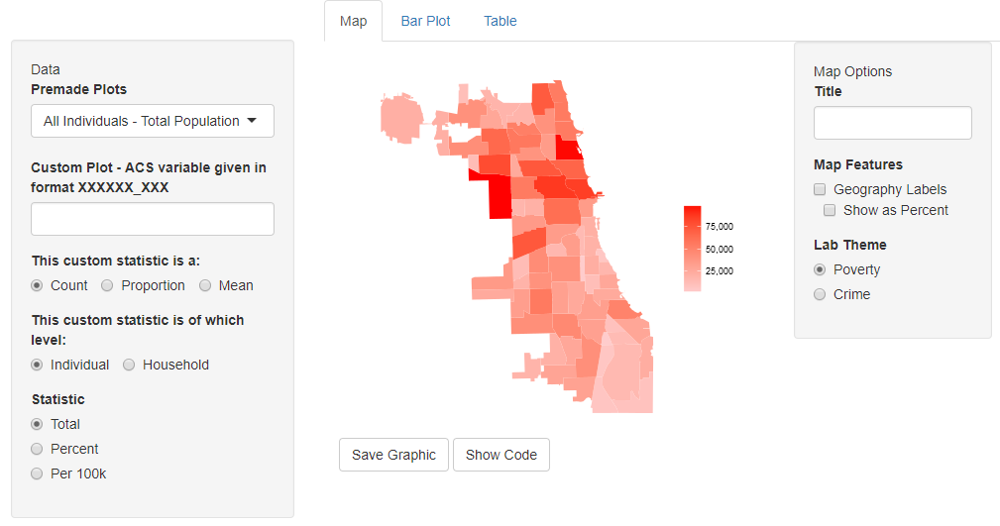 Map
Bar Plot
Table
Data
Premade Plots
All Individuals - Total Population
Custom Plot - ACS variable given in
format XXXXXX_XXX
This custom statistic is a:
Count
Proportion
Mean
This custom statistic is of which
level:
Individual
Household
Statistic
Total
Percent
Per 100k
75,000
50,000
25,000
Save Graphic
Show Code
Map Options
Title
Map Features
Geography Labels
Show as Percent
Lab Theme
Poverty
Crime